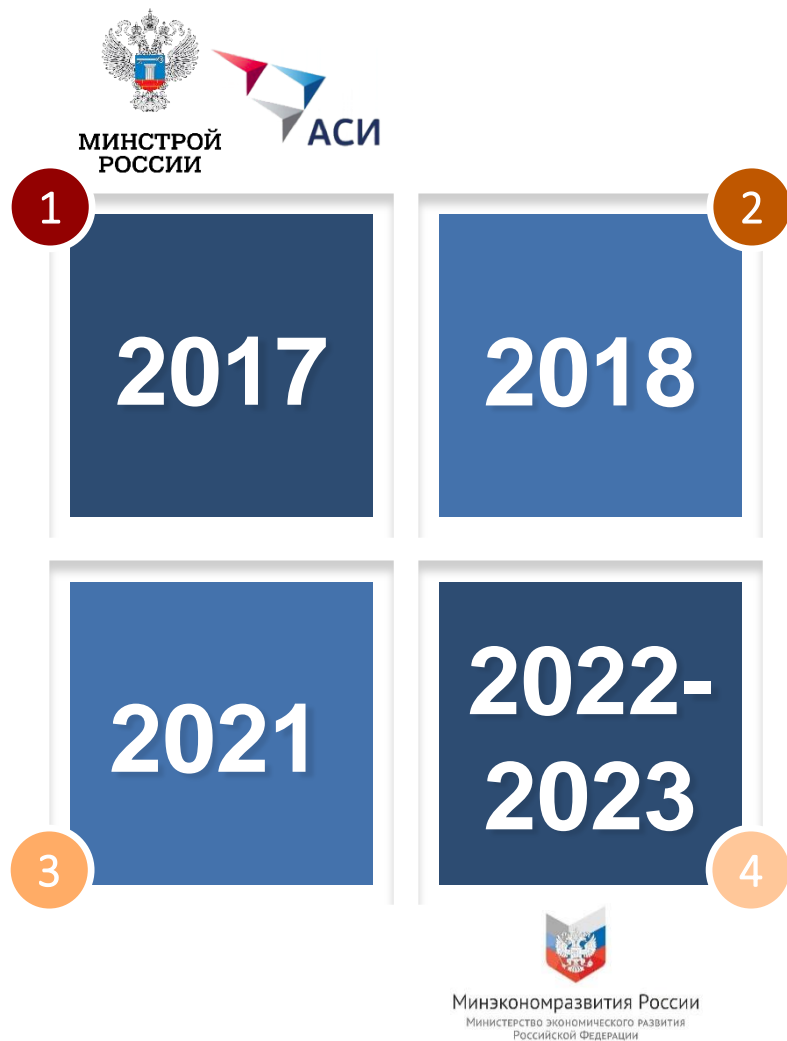 МИНСТРОЙ
РОССИИ
АСИ
1
2
2017
2018
2021
2022-
2023
3
4
Минэкономразвития России
Министерство экономического развития
Российской Федерации